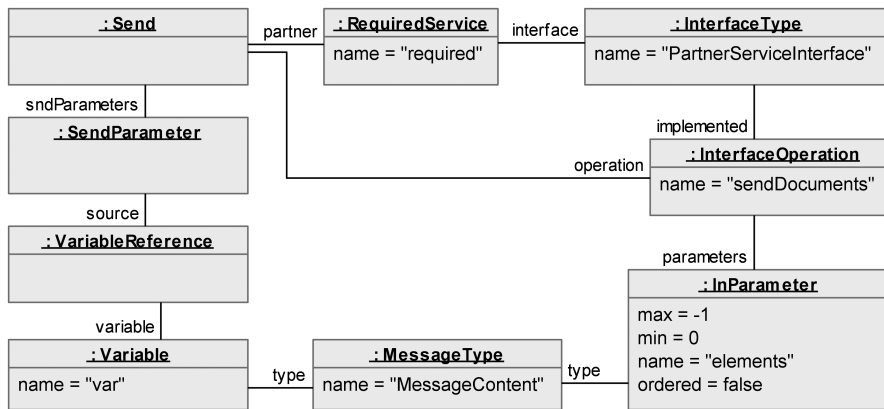 : Send
partner
: RequiredService
name = "required"
interface
: InterfaceType
name = "PartnerServiceInterface"
sndParameters
implemented
: SendParameter
operation
: InterfaceOperation
name = "sendDocuments"
source
: VariableReference
parameters
: InParameter
max = -1
min = 0
name = "elements"
ordered = false
variable
: Variable
name = "var"
type
: MessageType
name = "MessageContent"
type